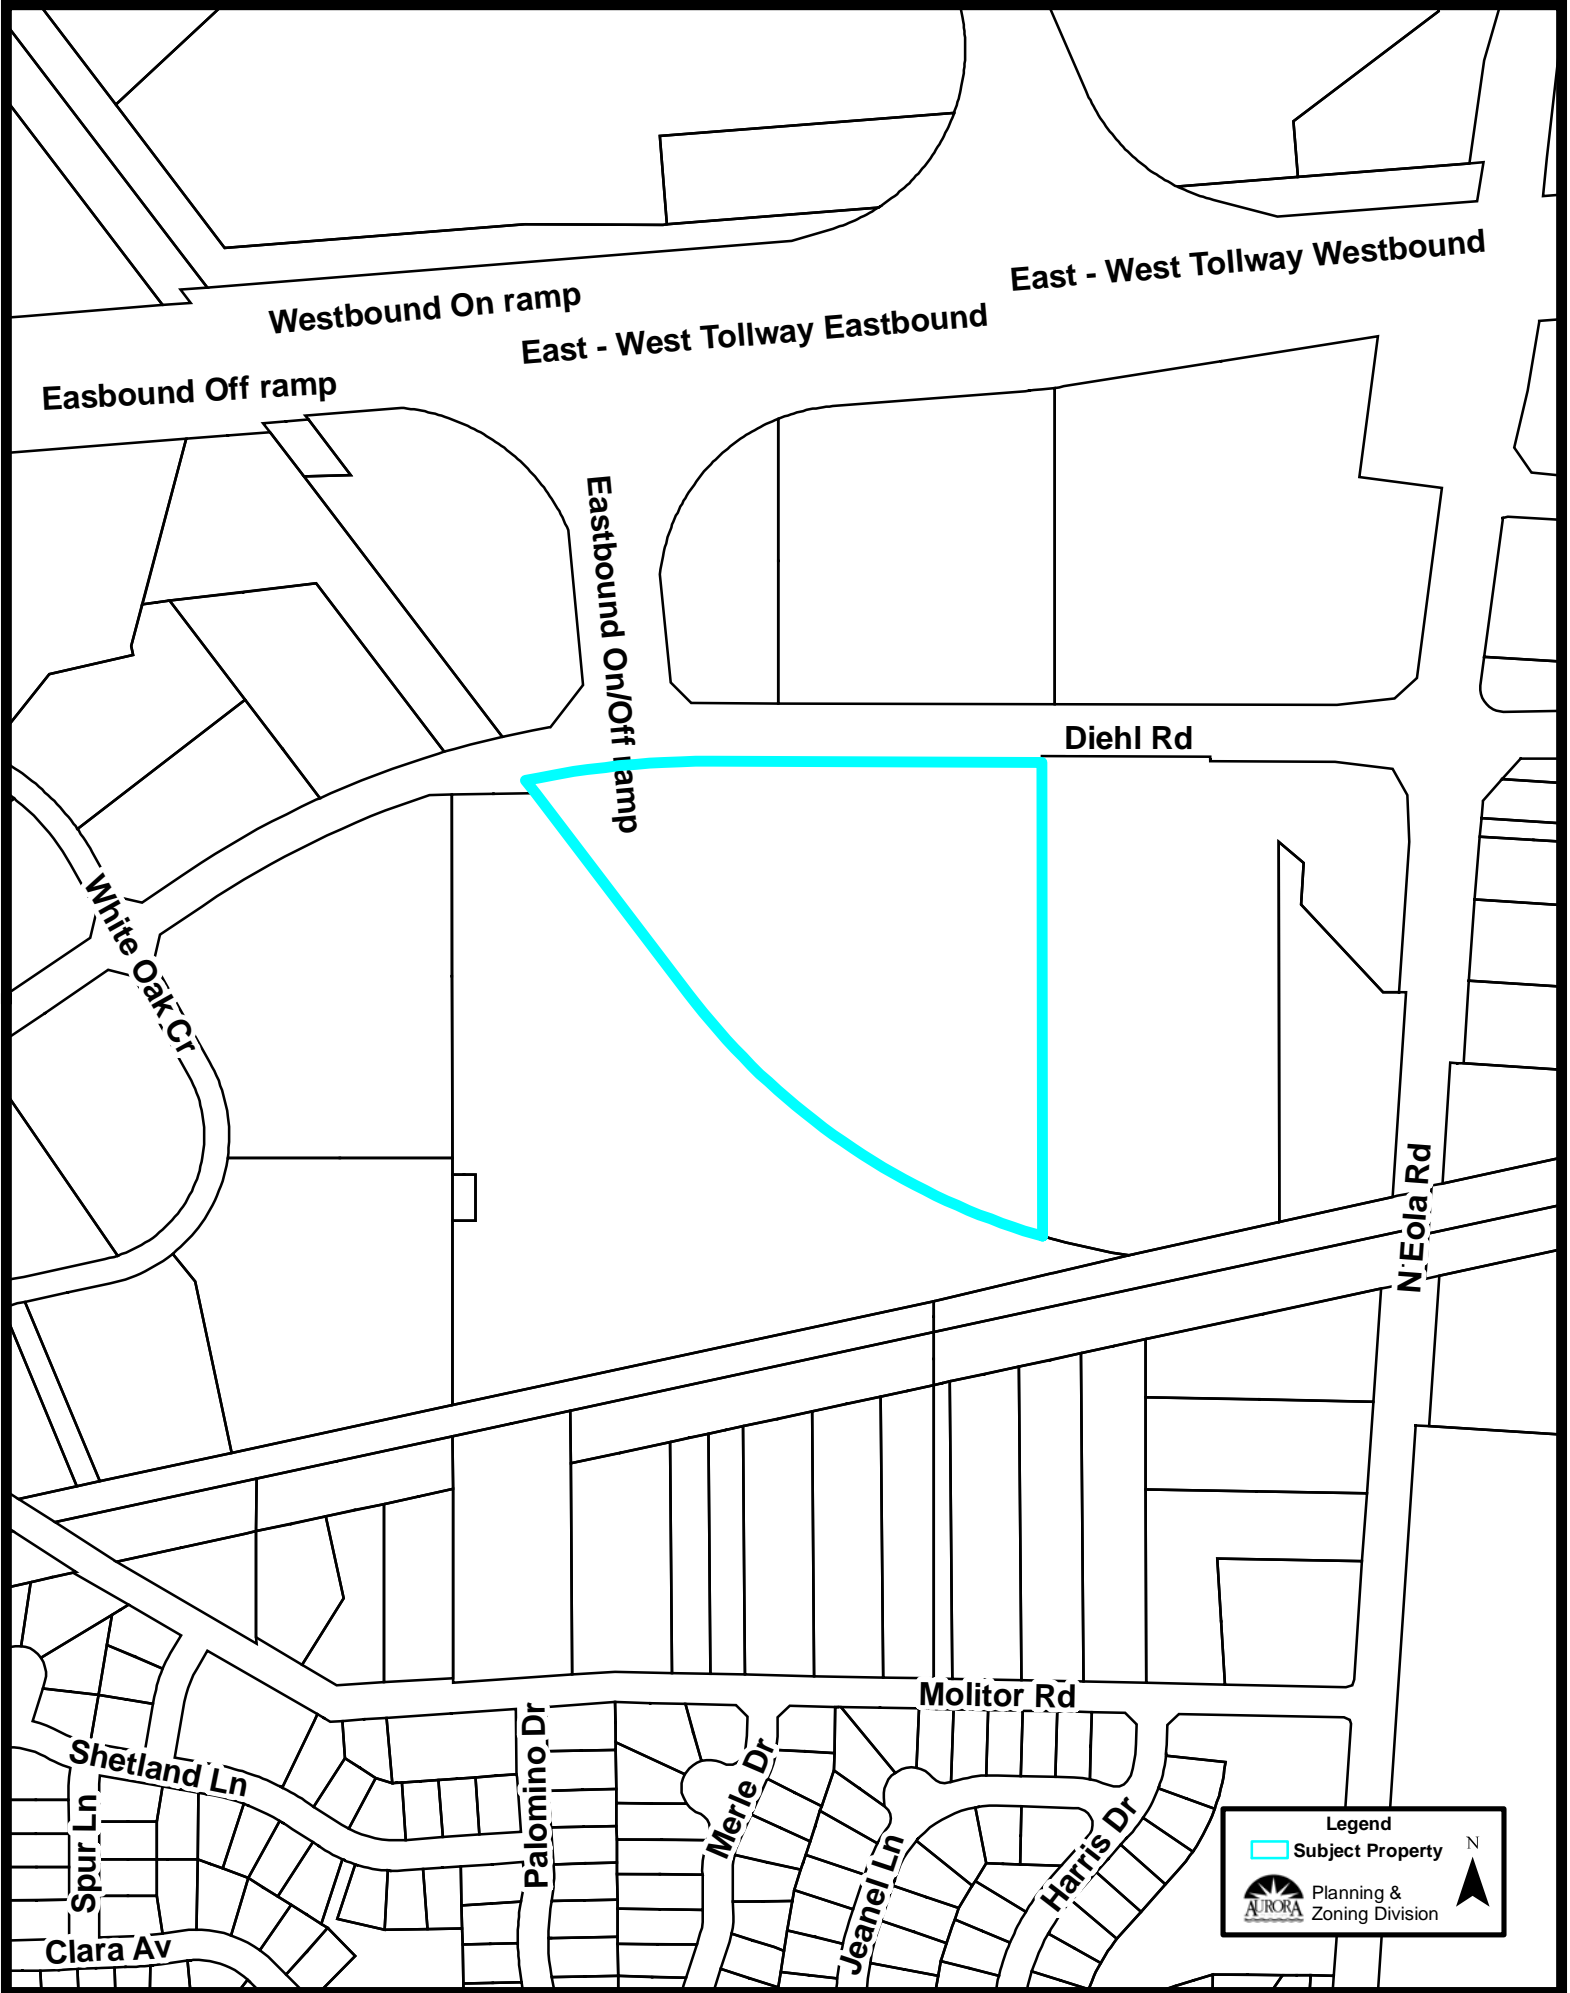 East - West Tollway Westbound
Westbound On ramp
East - West Tollway Eastbound
Easbound Off ramp
Eastbound On/Off ramp
Diehl Rd
White Oak Cr
N Eola Rd
Molitor Rd
Palomino Dr
Merle Dr
Shetland Ln
Spur Ln
Harris Dr
Jeanel Ln
Clara Av
Legend
Subject Property
N
AURORA
Planning &
Zoning Division